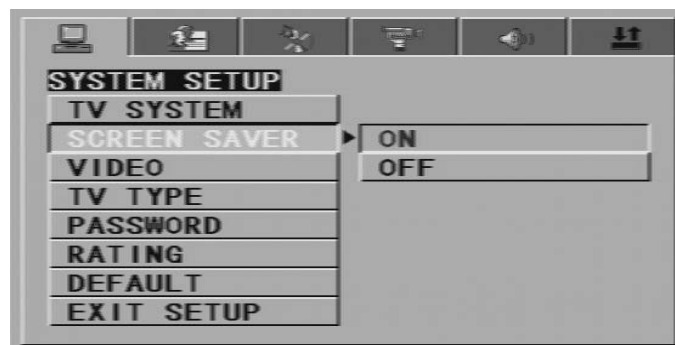 SYSTEM SETUP
TV SYSTEM
SCREEN SAVER ON
VIDEO OFF
TV TYPE
PASSWORD
RATING
DEFAULT
EXIT SETUP